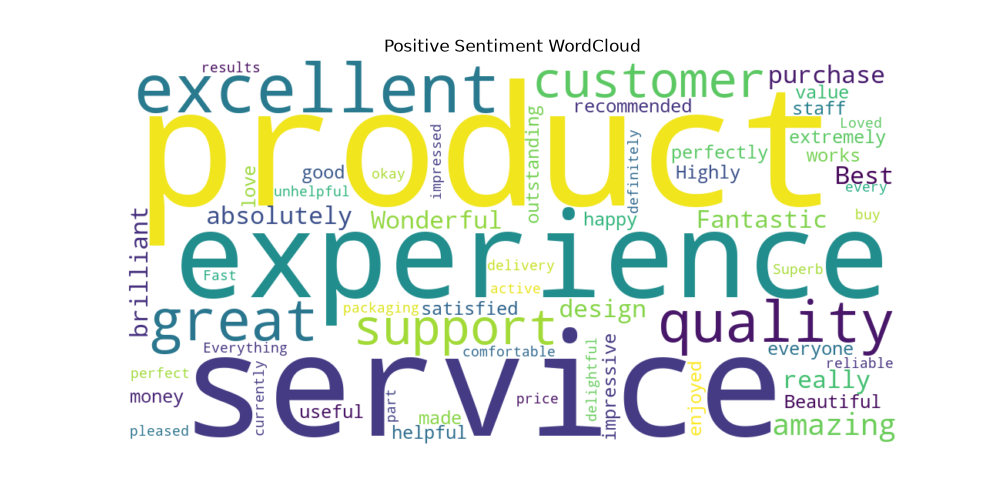 Positive Sentiment WordCloud
results
excellent
customer
purchase
value
staff
recommended
product
Loved
extremely
outstanding
impressed
definitely
perfectly
works
good
okay
Highly
Best
love
unhelpful
every
absolutely
Wonderful
happy
Fantastic
buy
brilliant
experience
Fast
delivery
Superb
active
packaging
satisfied
design
quality
great
support
Everything
comfortable
everyone
service
reliable
perfect
currently
delightful
impressive
enjoyed
really
money
useful
part
price
Beautiful
made
pleased
helpful
amazing